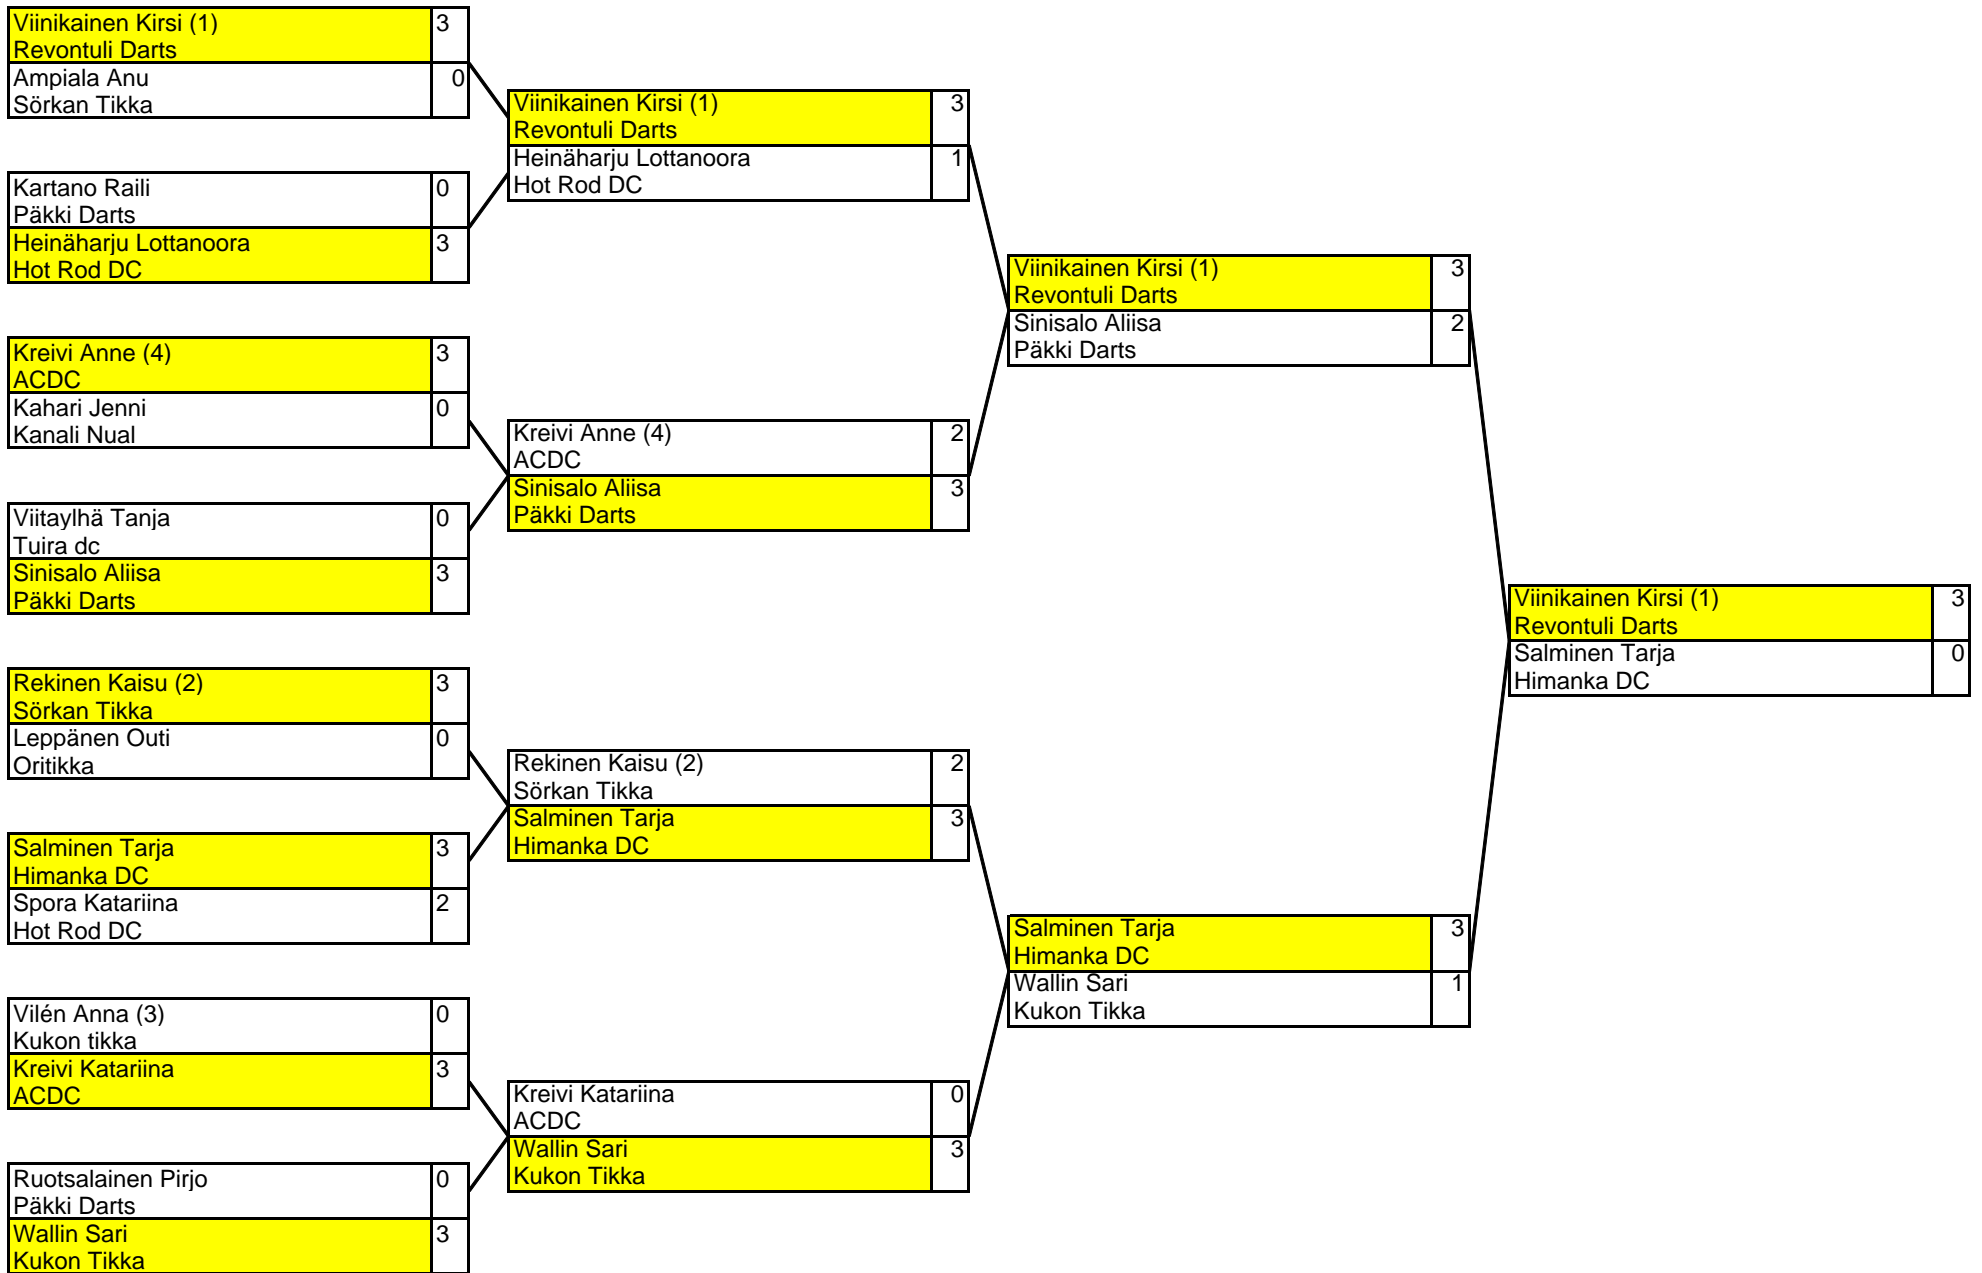 Viinikainen Kirsi (1) 3
Revontuli Darts
Ampiala Anu 0
Sörkan Tikka
Kartano Raili 0
Päkki Darts
Heinäharju Lottanoora 3
Hot Rod DC
Kreivi Anne (4) 3
ACDC
Kahari Jenni 0
Kanali Nual
Viitaylhä Tanja 0
Tuira dc
Sinisalo Aliisa 3
Päkki Darts
Rekinen Kaisu (2) 3
Sörkan Tikka
Leppänen Outi 0
Oritikka
Salminen Tarja 3
Himanka DC
Spora Katariina 2
Hot Rod DC
Vilén Anna (3) 0
Kukon tikka
Kreivi Katariina 3
ACDC
Ruotsalainen Pirjo 0
Päkki Darts
Wallin Sari 3
Kukon Tikka
Viinikainen Kirsi (1) 3
Revontuli Darts
Heinäharju Lottanoora 1
Hot Rod DC
Kreivi Anne (4) 2
ACDC
Sinisalo Aliisa 3
Päkki Darts
Rekinen Kaisu (2) 2
Sörkan Tikka
Salminen Tarja 3
Himanka DC
Kreivi Katariina 0
ACDC
Wallin Sari 3
Kukon Tikka
Viinikainen Kirsi (1) 3
Revontuli Darts
Sinisalo Aliisa 2
Päkki Darts
Salminen Tarja 3
Himanka DC
Wallin Sari 1
Kukon Tikka
Viinikainen Kirsi (1) 3
Revontuli Darts
Salminen Tarja 0
Himanka DC